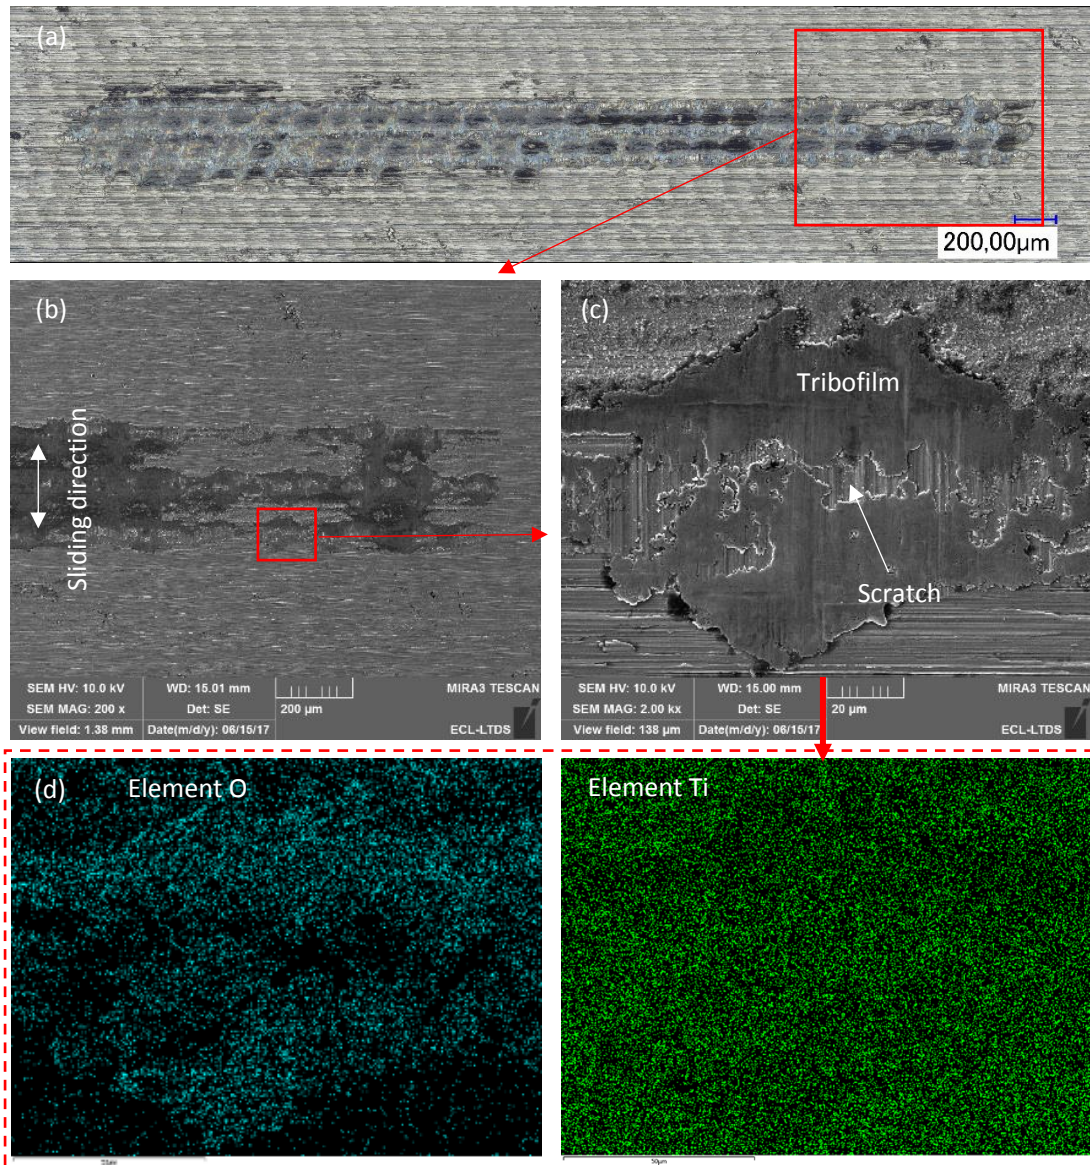 (a)
200,00µm
(b)
Sliding direction
SEM HV: 10.0 kV
WD: 15.01 mm
MIRA3 TESCAN
SEM MAG: 200 x
Det: SE
200 µm
View field: 1.38 mm
Date(m/d/y): 06/15/17
ECL-LTDS
(c)
Tribofilm
Scratch
SEM HV: 10.0 kV
WD: 15.00 mm
MIRA3 TESCAN
SEM MAG: 2.00 kx
Det: SE
20 µm
View field: 138 µm
Date(m/d/y): 06/15/17
ECL-LTDS
(d)
Element O
Element Ti
50µm